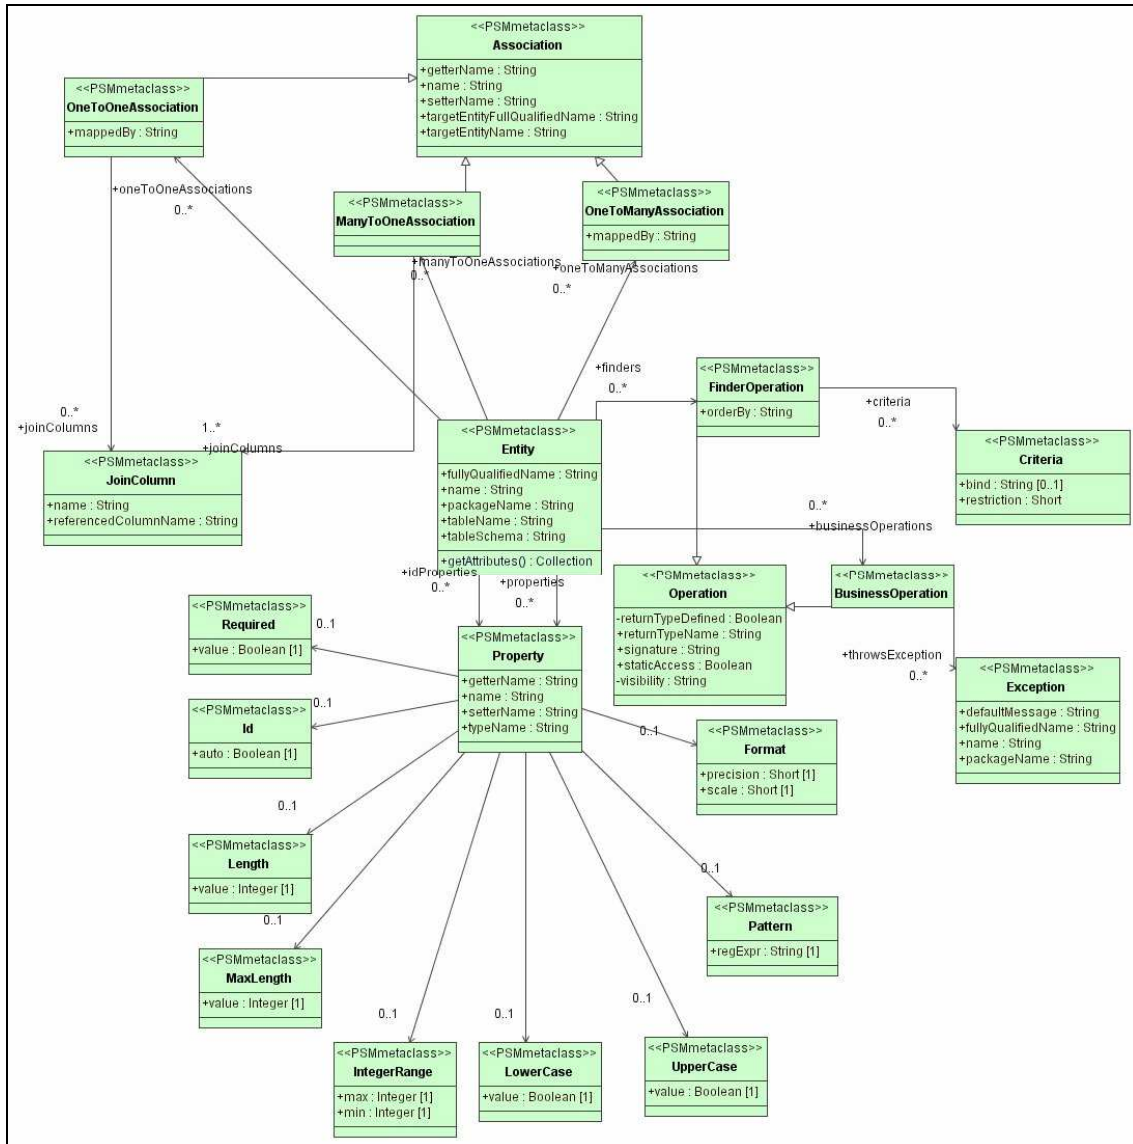 <<PSMmetaclass>>
Association
+getterName : String
+name : String
+setterName : String
+targetEntityFullQualifiedName : String
+targetEntityName : String
<<PSMmetaclass>>
OneToOneAssociation
+mappedBy : String
+oneToOneAssociations
0..*
<<PSMmetaclass>>
ManyToOneAssociation
<<PSMmetaclass>>
OneToManyAssociation
+mappedBy : String
+manyToOneAssociations
0..*
+oneToManyAssociations
0..*
+finders
0..*
<<PSMmetaclass>>
FinderOperation
+orderBy : String
+criteria
0..*
0..*
+joinColumns
1..*
+joinColumns
<<PSMmetaclass>>
JoinColumn
+name : String
+referencedColumnName : String
<<PSMmetaclass>>
Entity
+fullyQualifiedName : String
+name : String
+packageName : String
+tableName : String
+tableSchema : String
+getAttributes() : Collection
<<PSMmetaclass>>
Criteria
+bind : String [0..1]
+restriction : Short
0..*
+businessOperations
+idProperties
0..*
+properties
0..*
<<PSMmetaclass>>
Operation
-returnTypeDefined : Boolean
+returnTypeName : String
+signature : String
+staticAccess : Boolean
-visibility : String
<<PSMmetaclass>>
BusinessOperation
+throwsException
0..*
<<PSMmetaclass>>
Exception
+defaultMessage : String
+fullyQualifiedName : String
+name : String
+packageName : String
<<PSMmetaclass>>
Required
+value : Boolean [1]
0..1
<<PSMmetaclass>>
Property
+getterName : String
+name : String
+setterName : String
+typeName : String
<<PSMmetaclass>>
Id
+auto : Boolean [1]
0..1
0..1
<<PSMmetaclass>>
Format
+precision : Short [1]
+scale : Short [1]
0..1
<<PSMmetaclass>>
Length
+value : Integer [1]
0..1
<<PSMmetaclass>>
MaxLength
+value : Integer [1]
0..1
<<PSMmetaclass>>
Pattern
+regExpr : String [1]
0..1
0..1
0..1
<<PSMmetaclass>>
IntegerRange
+max : Integer [1]
+min : Integer [1]
<<PSMmetaclass>>
LowerCase
+value : Boolean [1]
<<PSMmetaclass>>
UpperCase
+value : Boolean [1]